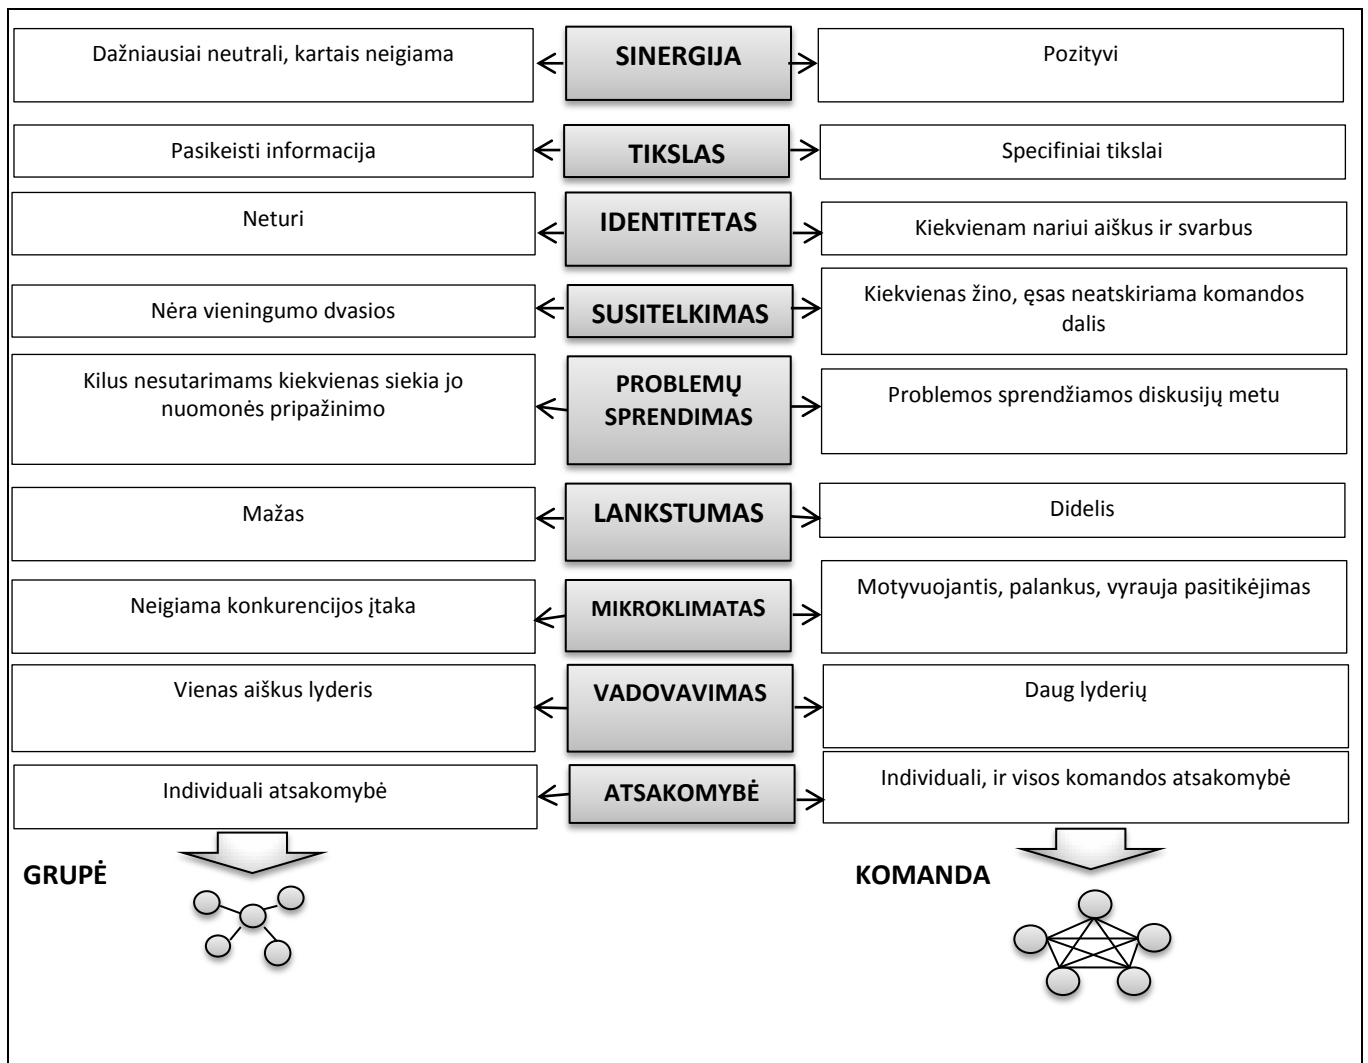 Dažniausiai neutrali, kartais neigiama
SINERGIJA
Pozityvi
Pasikeisti informacija
TIKSLAS
Specifiniai tikslai
Neturi
IDENTITETAS
Kiekvienam nariui aiškus ir svarbus
Nėra vieningumo dvasios
SUSITELKIMAS
Kiekvienas žino, ęsas neatskiriama komandos
dalis
Kilus nesutarimams kiekvienas siekia jo
nuomonės pripažinimo
PROBLEMŲ
SPRENDIMAS
Problemos sprendžiamos diskusijų metu
Mažas
LANKSTUMAS
Didelis
Neigiama konkurencijos įtaka
MIKROKLIMATAS
Motyvuojantis, palankus, vyrauja pasitikėjimas
Vienas aiškus lyderis
VADOVAVIMAS
Daug lyderių
Individuali atsakomybė
ATSAKOMYBĖ
Individuali, ir visos komandos atsakomybė
GRUPĖ
KOMANDA